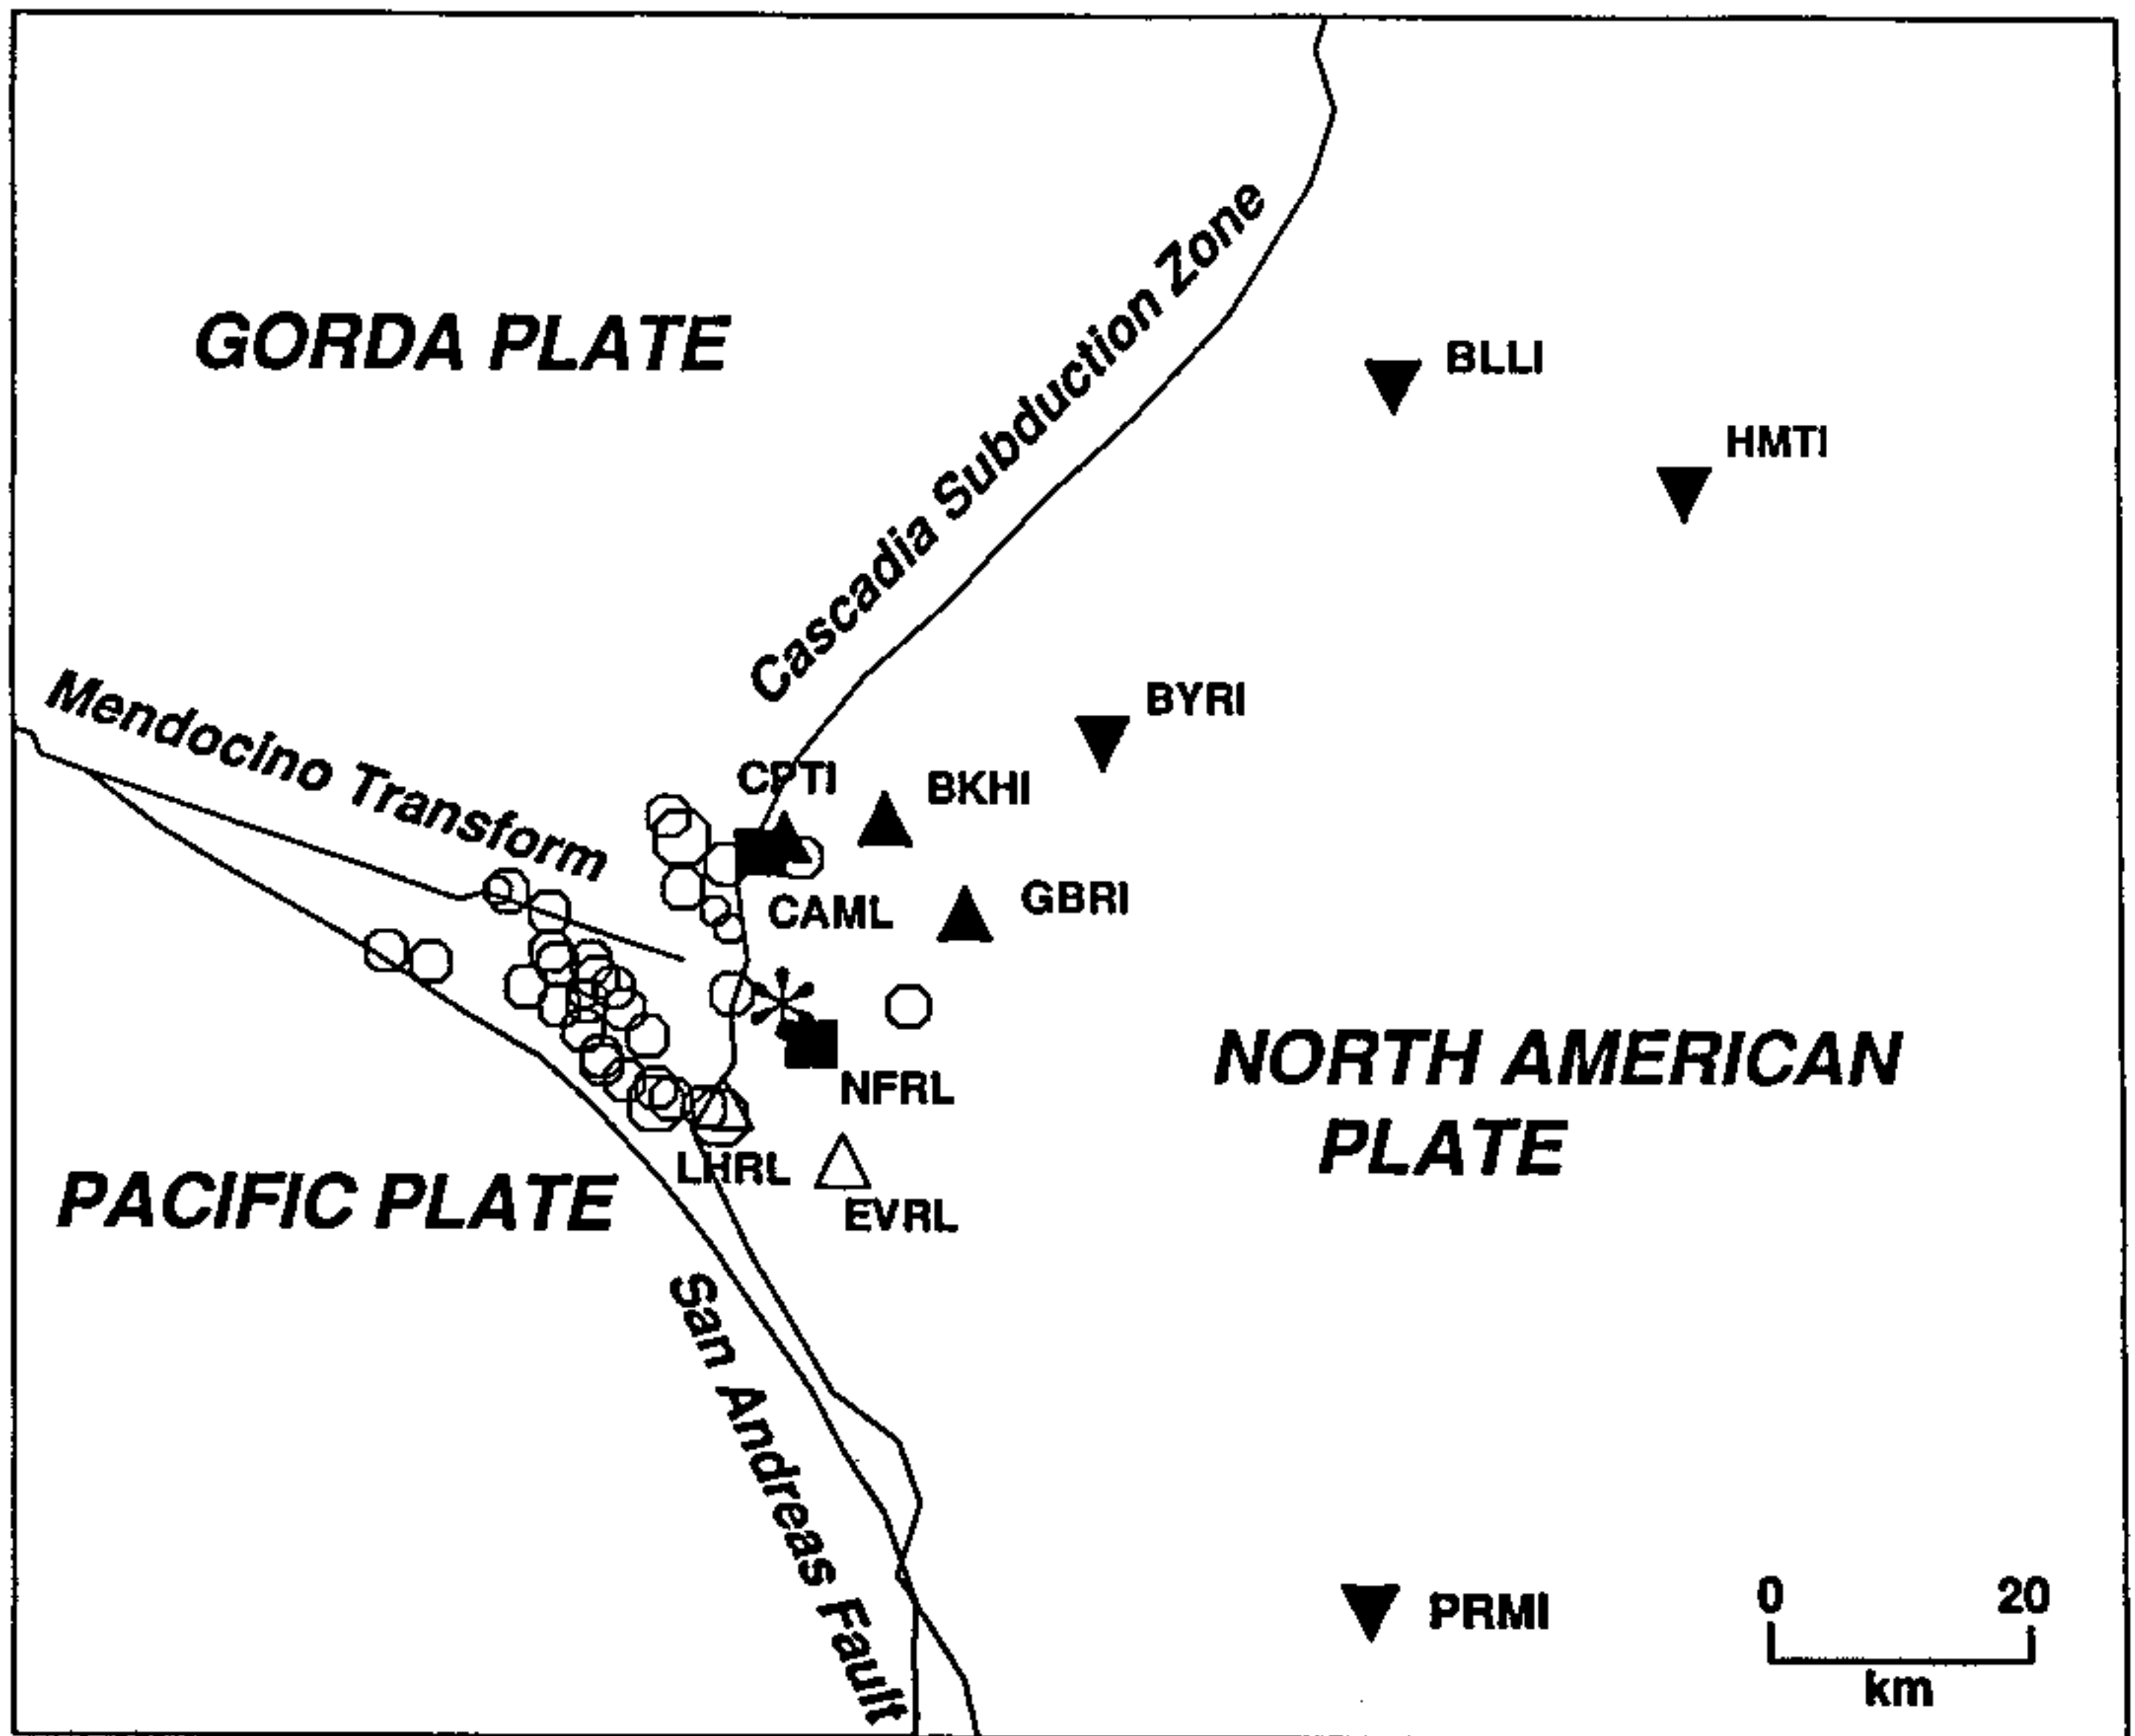 GORDA PLATE
Cascadia Subduction Zone
BLLI
HMTI
Mendocino Transform
BYRI
CPTI
BKHI
GBRI
CAML
NORTH AMERICAN
PLATE
NFRL
LHRL
EVRL
PACIFIC PLATE
San Andreas Fault
PRMI
0 20
km